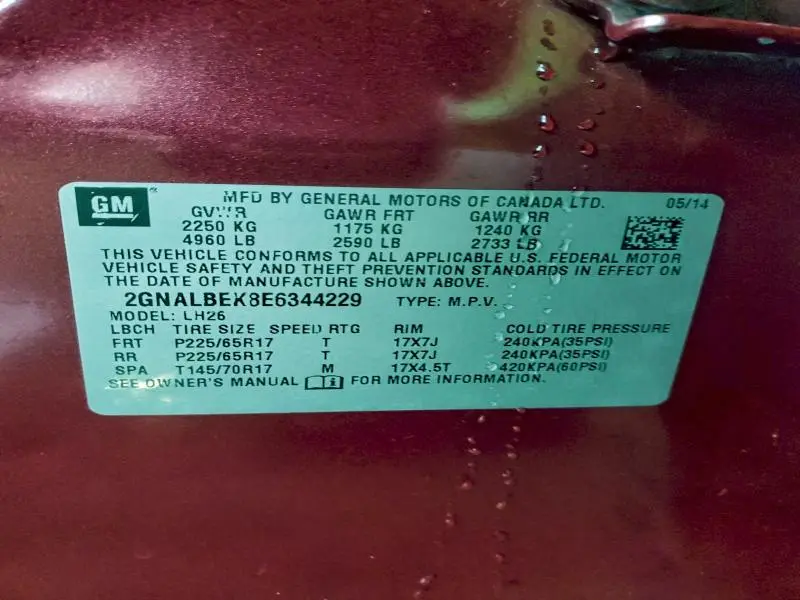 GM
MFD BY GENERAL MOTORS OF CANADA LTD. 05/14
GVWR GAWR FRT GAWR RR
2250 KG 1175 KG 1240 KG
4960 LB 2590 LB 2733 LB
THIS VEHICLE CONFORMS TO ALL APPLICABLE U.S. FEDERAL MOTOR
VEHICLE SAFETY AND THEFT PREVENTION STANDARDS IN EFFECT ON
THE DATE OF MANUFACTURE SHOWN ABOVE.
2GNALBEK8E6344229 TYPE: M.P.V.
MODEL: LH26
LBCH TIRE SIZE SPEED RTG RIM COLD TIRE PRESSURE
FRT P225/65R17 T 17X7J 240KPA(35PSI)
RR P225/65R17 T 17X7J 240KPA(35PSI)
SPA T145/70R17 M 17X4.5T 420KPA(60PSI)
SEE OWNER'S MANUAL FOR MORE INFORMATION.